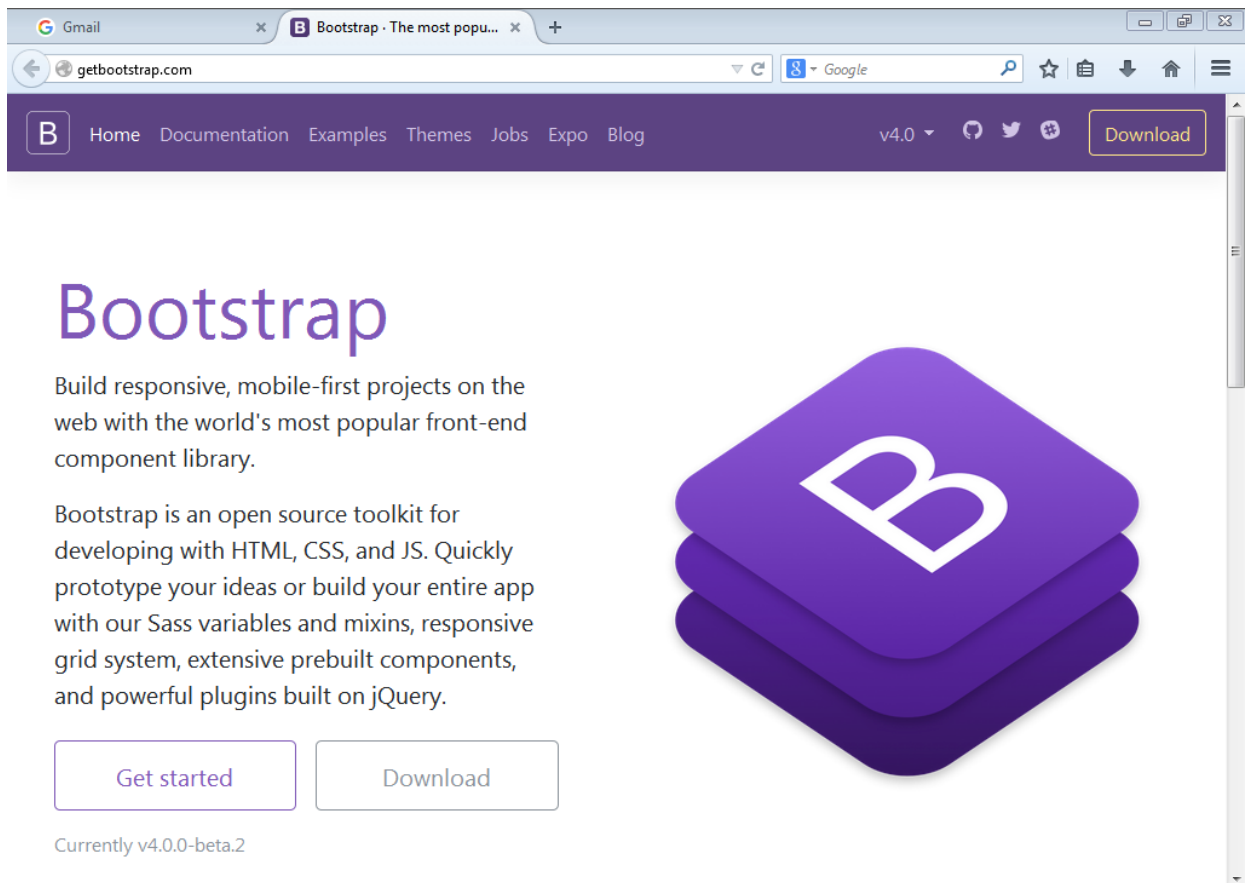 Gmail
Bootstrap · The most popu...
getbootstrap.com
Google
B Home Documentation Examples Themes Jobs Expo Blog v4.0 Download
Bootstrap
Build responsive, mobile-first projects on the
web with the world's most popular front-end
component library.
Bootstrap is an open source toolkit for
developing with HTML, CSS, and JS. Quickly
prototype your ideas or build your entire app
with our Sass variables and mixins, responsive
grid system, extensive prebuilt components,
and powerful plugins built on jQuery.
B
Get started Download
Currently v4.0.0-beta.2